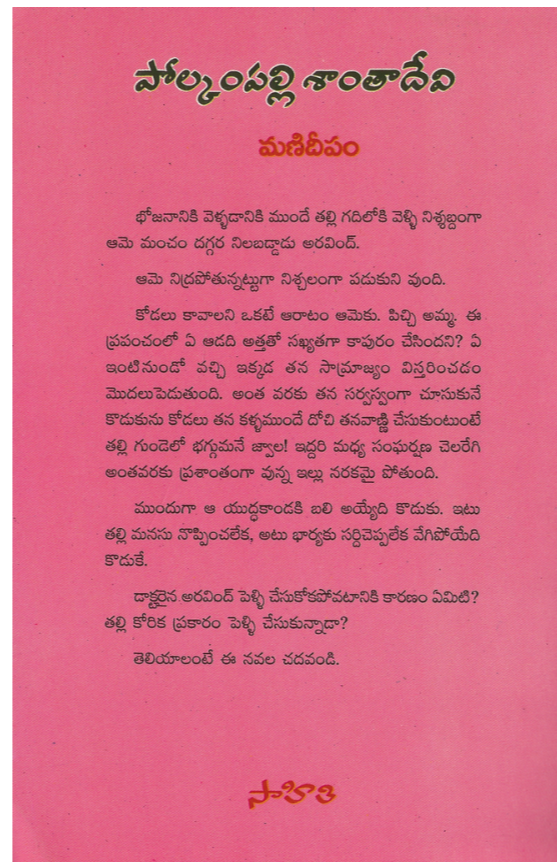 పోల్కంపల్లి శాంతాదేవి
మణిదీపం
భోజనానికి వెళ్ళడానికి ముందే తల్లి గదిలోకి వెళ్ళి నిశ్శబ్దంగా
ఆమె మంచం దగ్గర నిలబడ్డాడు అరవింద్.
ఆమె నిద్రపోతున్నట్టుగా నిశ్చలంగా పడుకుని వుంది.
కోడలు కావాలని ఒకటే ఆరాటం ఆమెకు. పిచ్చి అమ్మ. ఈ
ప్రపంచంలో ఏ ఆడది అత్తతో సఖ్యతగా కాపురం చేసిందని? ఏ
ఇంటినుండో వచ్చి ఇక్కడ తన సామ్రాజ్యం విస్తరించడం
మొదలుపెడుతుంది. అంత వరకు తన సర్వస్వంగా చూసుకునే
కొడుకును కోడలు తన కళ్ళముందే దోచి తనవాణ్ణి చేసుకుంటుంటే
తల్లి గుండెలో భగ్గుమనే జ్వాల! ఇద్దరి మధ్య సంఘర్షణ చెలరేగి
అంతవరకు ప్రశాంతంగా వున్న ఇల్లు నరకమై పోతుంది.
ముందుగా ఆ యుద్ధకాండకి బలి అయ్యేది కొడుకు. ఇటు
తల్లి మనసు నొప్పించలేక, అటు భార్యకు సర్దిచెప్పలేక వేగిపోయేది
కొడుకే.
డాక్టరైన అరవింద్ పెళ్ళి చేసుకోకపోవటానికి కారణం ఏమిటి?
తల్లి కోరిక ప్రకారం పెళ్ళి చేసుకున్నాడా?
తెలియాలంటే ఈ నవల చదవండి.
సాహితి